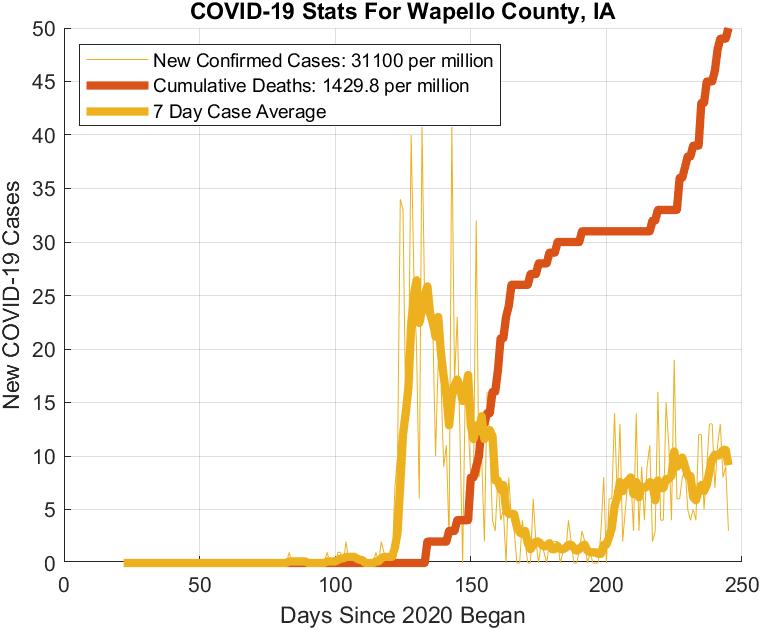 COVID-19 Stats For Wapello County, IA
New Confirmed Cases: 31100 per million
Cumulative Deaths: 1429.8 per million
7 Day Case Average
New COVID-19 Cases
50
45
40
35
30
25
20
15
10
5
0
0 50 100 150 200 250
Days Since 2020 Began